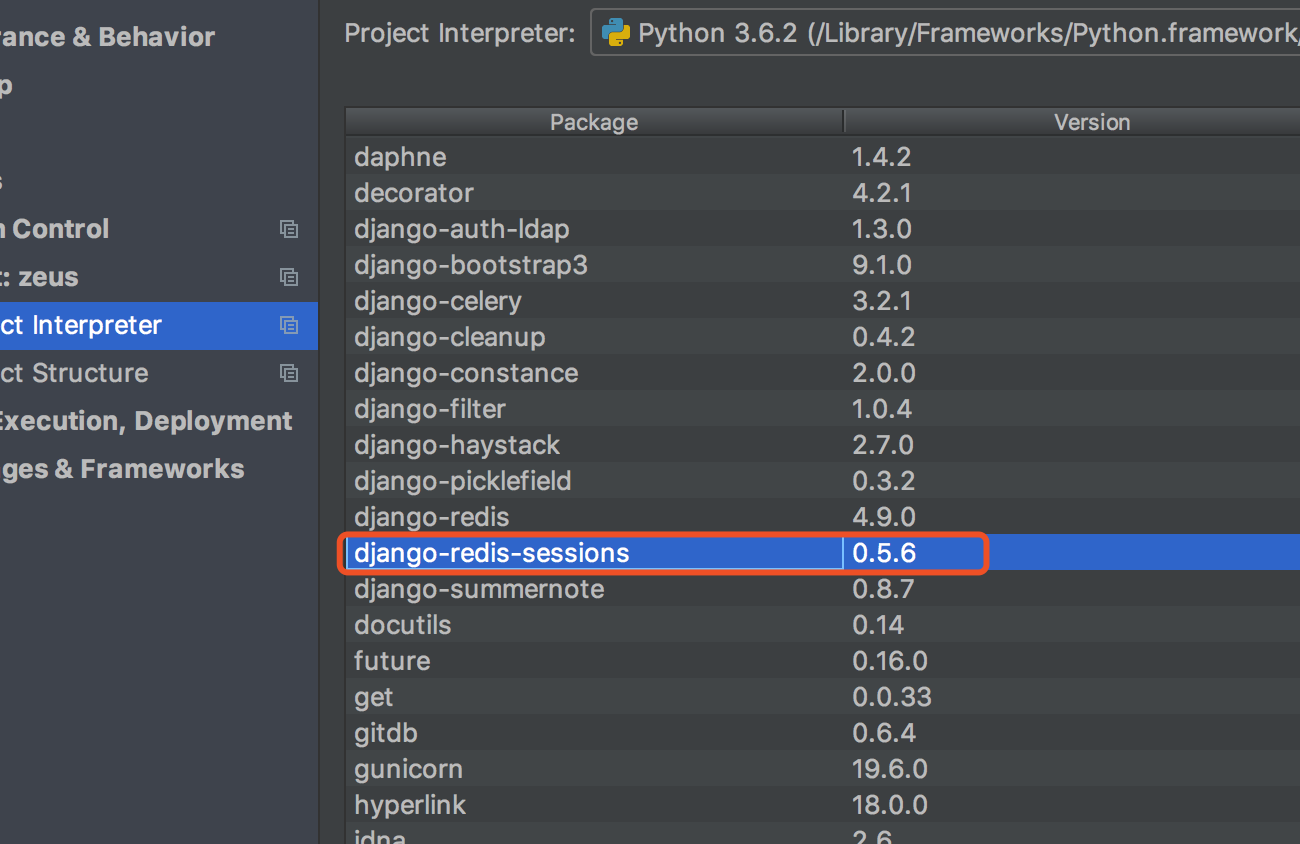 rance & Behavior
p
s
n Control
t: zeus
ct Interpreter
ct Structure
Execution, Deployment
ges & Frameworks
Project Interpreter: Python 3.6.2 (/Library/Frameworks/Python.framework/
Package Version
daphne 1.4.2
decorator 4.2.1
django-auth-ldap 1.3.0
django-bootstrap3 9.1.0
django-celery 3.2.1
django-cleanup 0.4.2
django-constance 2.0.0
django-filter 1.0.4
django-haystack 2.7.0
django-picklefield 0.3.2
django-redis 4.9.0
django-redis-sessions 0.5.6
django-summernote 0.8.7
docutils 0.14
future 0.16.0
get 0.0.33
gitdb 0.6.4
gunicorn 19.6.0
hyperlink 18.0.0
idna 2.6